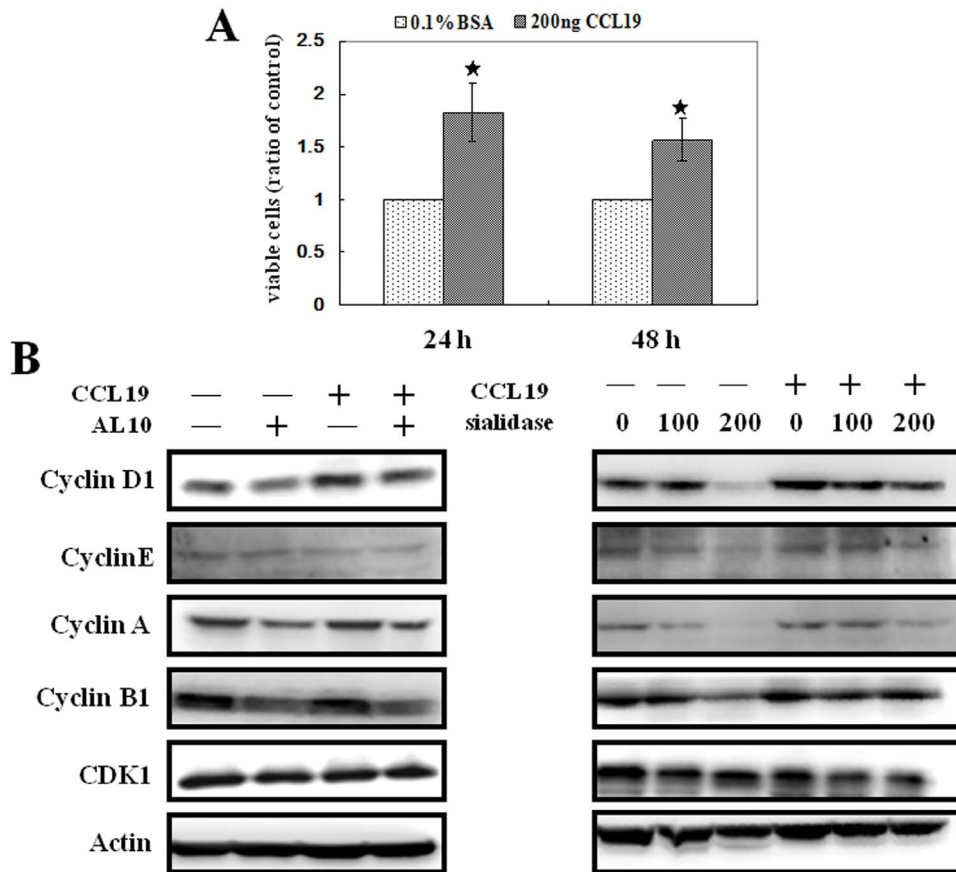 A
0.1%BSA 200ng CCL19
viable cells (ratio of control)
2.5
2
1.5
1
0.5
0
24 h 48 h
B
CCL19 — — + + CCL19 — — — + + +
AL10 — + — + sialidase 0 100 200 0 100 200
Cyclin D1
CyclinE
Cyclin A
Cyclin B1
CDK1
Actin